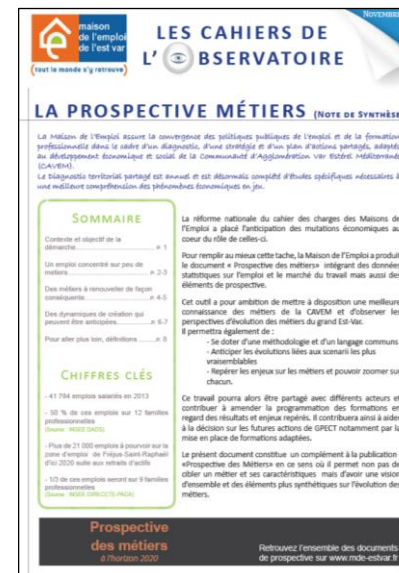 NOVEMBRE
maison
de l'emploi
de l'est var
(tout le monde s'y retrouve)
LES CAHIERS DE
L' BSERVATOIRE
LA PROSPECTIVE MÉTIERS (NOTE DE SYNTHÈSE
La Maison de l'Emploi assure la convergence des politiques publiques de l'emploi et de la formation
professionnelle dans le cadre d'un diagnostic, d'une stratégie et d'un plan d'actions partagés, adaptés
au développement économique et social de la Communauté d'Agglomération Var Estérel Méditerranée
(CAVEM).
Le Diagnostic territorial partagé est annuel et est désormais complété d'études spécifiques nécessaires à
une meilleure compréhension des phénomènes économiques en jeu.
SOMMAIRE
Contexte et objectif de la
démarche p. 1
Un emploi concentré sur peu de
métiers p. 2-3
Des métiers à renouveler de façon
conséquente p. 4-5
Des dynamiques de création qui
peuvent être anticipées p. 6-7
Pour aller plus loin, définitions p. 8
CHIFFRES CLÉS
- 41 784 emplois salariés en 2013
- 50 % de ces emplois sur 12 familles
professionnelles
(Source : INSEE DADS)
- Plus de 21 000 emplois à pourvoir sur la
zone d'emploi de Fréjus-Saint-Raphaël
d'ici 2020 suite aux retraits d'actifs
- 1/3 de ces emplois seront sur 9 familles
professionnelles
(Source : INSEE DIRECCTE-PACA)
La réforme nationale du cahier des charges des Maisons de
l'Emploi a placé l'anticipation des mutations économiques au
coeur du rôle de celles-ci.
Pour remplir au mieux cette tache, la Maison de l'Emploi a produit
le document « Prospective des métiers» intégrant des données
statistiques sur l'emploi et le marché du travail mais aussi des
éléments de prospective.
Cet outil a pour ambition de mettre à disposition une meilleure
connaissance des métiers de la CAVEM et d'observer les
perspectives d'évolution des métiers du grand Est-Var.
Il permettra également de :
- Se doter d'une méthodologie et d'un langage communs
- Anticiper les évolutions liées aux scenarii les plus
vraisemblables
- Repérer les enjeux sur les métiers et pouvoir zoomer sur
chacun.
Ce travail pourra alors être partagé avec différents acteurs et
contribuer à amender la programmation des formations en
regard des résultats et enjeux repérés. Il contribuera ainsi à aider
à la décision sur les futures actions de GPECT notamment par la
mise en place de formations adaptées.
Le présent document constitue un complément à la publication
«Prospective des Métiers» en ce sens où il permet non pas de
cibler un métier et ses caractéristiques mais d'avoir une vision
d'ensemble et des éléments plus synthétiques sur l'évolution des
métiers.
Prospective
des métiers
à l'horizon 2020
Retrouvez l'ensemble des documents
de prospective sur www.mde-estvar.fr